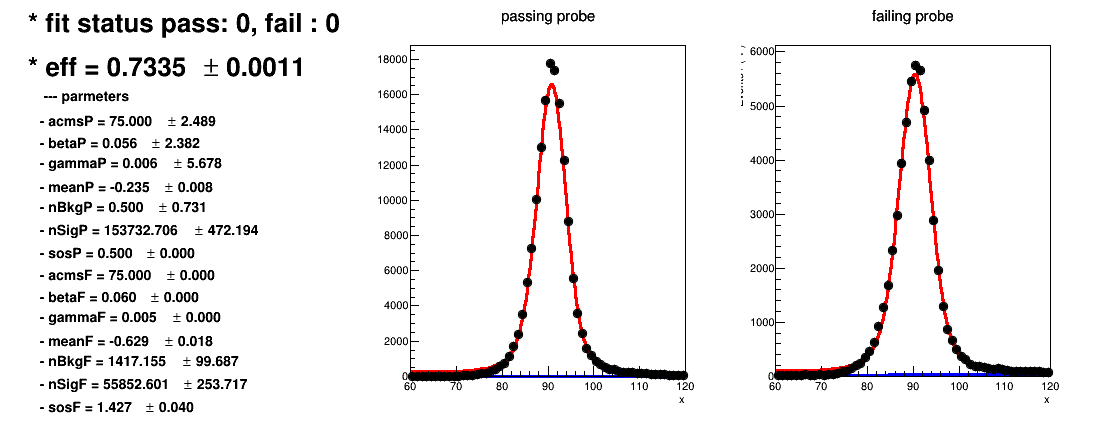 * fit status pass: 0, fail : 0
* eff = 0.7335 ± 0.0011
--- parmeters
- acmsP = 75.000 ± 2.489
- betaP = 0.056 ± 2.382
- gammaP = 0.006 ± 5.678
- meanP = -0.235 ± 0.008
- nBkgP = 0.500 ± 0.731
- nSigP = 153732.706 ± 472.194
- sosP = 0.500 ± 0.000
- acmsF = 75.000 ± 0.000
- betaF = 0.060 ± 0.000
- gammaF = 0.005 ± 0.000
- meanF = -0.629 ± 0.018
- nBkgF = 1417.155 ± 99.687
- nSigF = 55852.601 ± 253.717
- sosF = 1.427 ± 0.040
passing probe
18000
16000
14000
12000
10000
8000
6000
4000
2000
0
60 70 80 90 100 110 120
x
failing probe
6000
5000
4000
3000
2000
1000
0
60 70 80 90 100 110 120
x